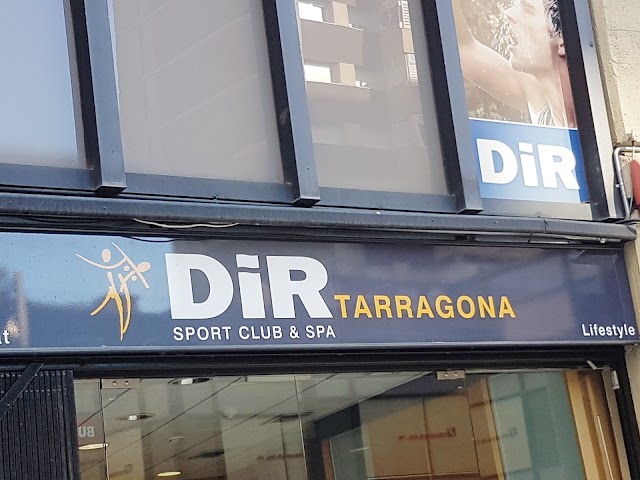 DiR
DiR TARRAGONA
SPORT CLUB & SPA
Lifestyle